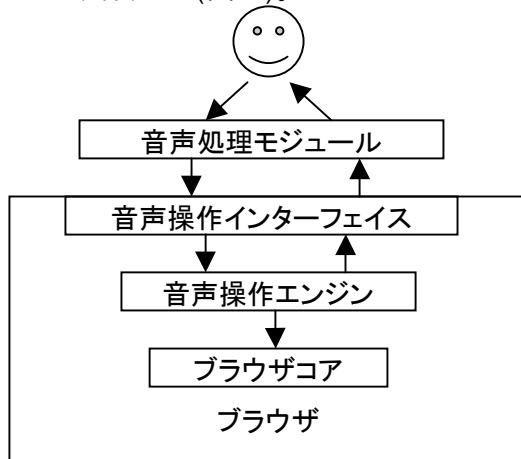 音声処理モジュール
音声操作インターフェイス
音声操作エンジン
ブラウザコア
ブラウザ